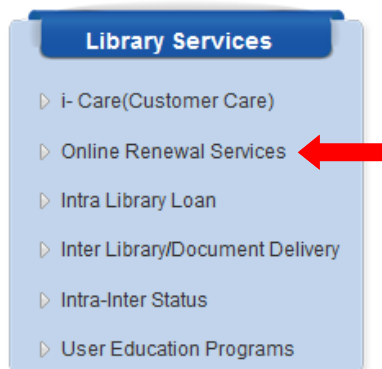 Library Services
i- Care(Customer Care)
Online Renewal Services
Intra Library Loan
Inter Library/Document Delivery
Intra-Inter Status
User Education Programs